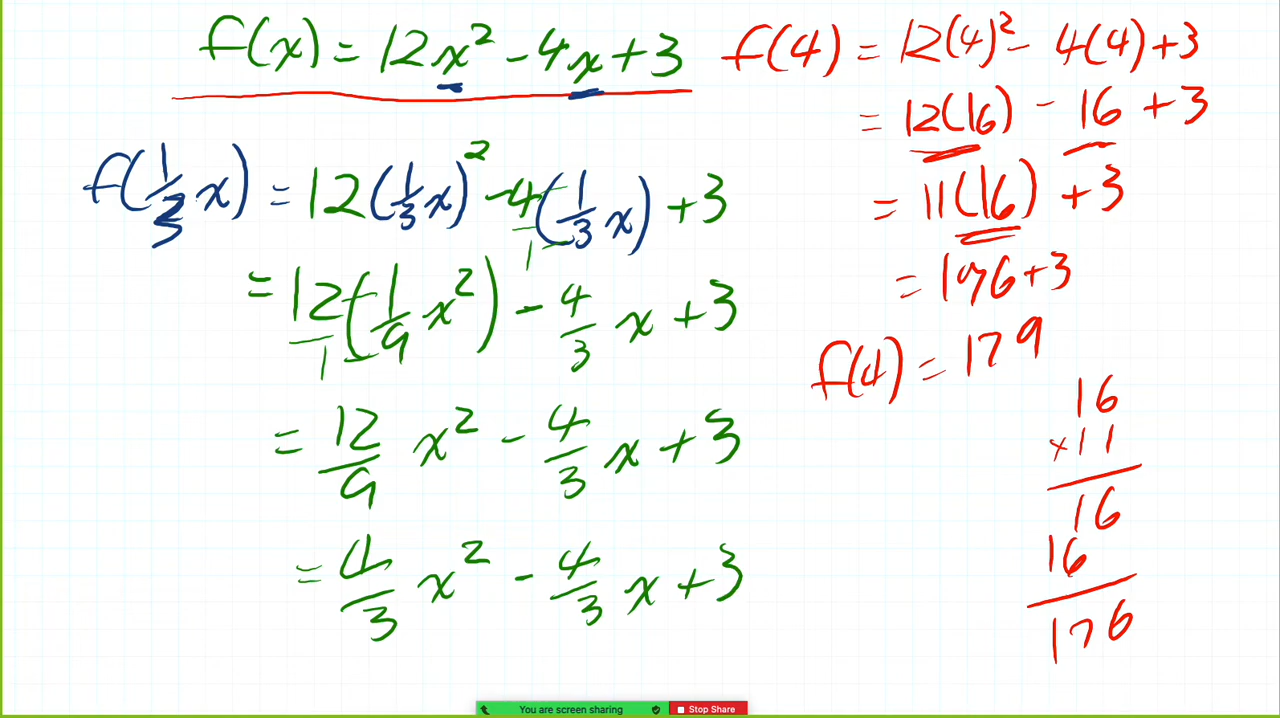 f(x) = 12x² - 4x + 3
f(1/3 x) = 12(1/3 x)² - 4/1 (1/3 x) + 3
= 12/1 (1/9 x²) - 4/3 x + 3
= 12/9 x² - 4/3 x + 3
= 4/3 x² - 4/3 x + 3
f(4) = 12(4)² - 4(4) + 3
= 12(16) - 16 + 3
= 11(16) + 3
= 176 + 3
f(4) = 179
16
×11
16
16
176
You are screen sharing
Stop Share